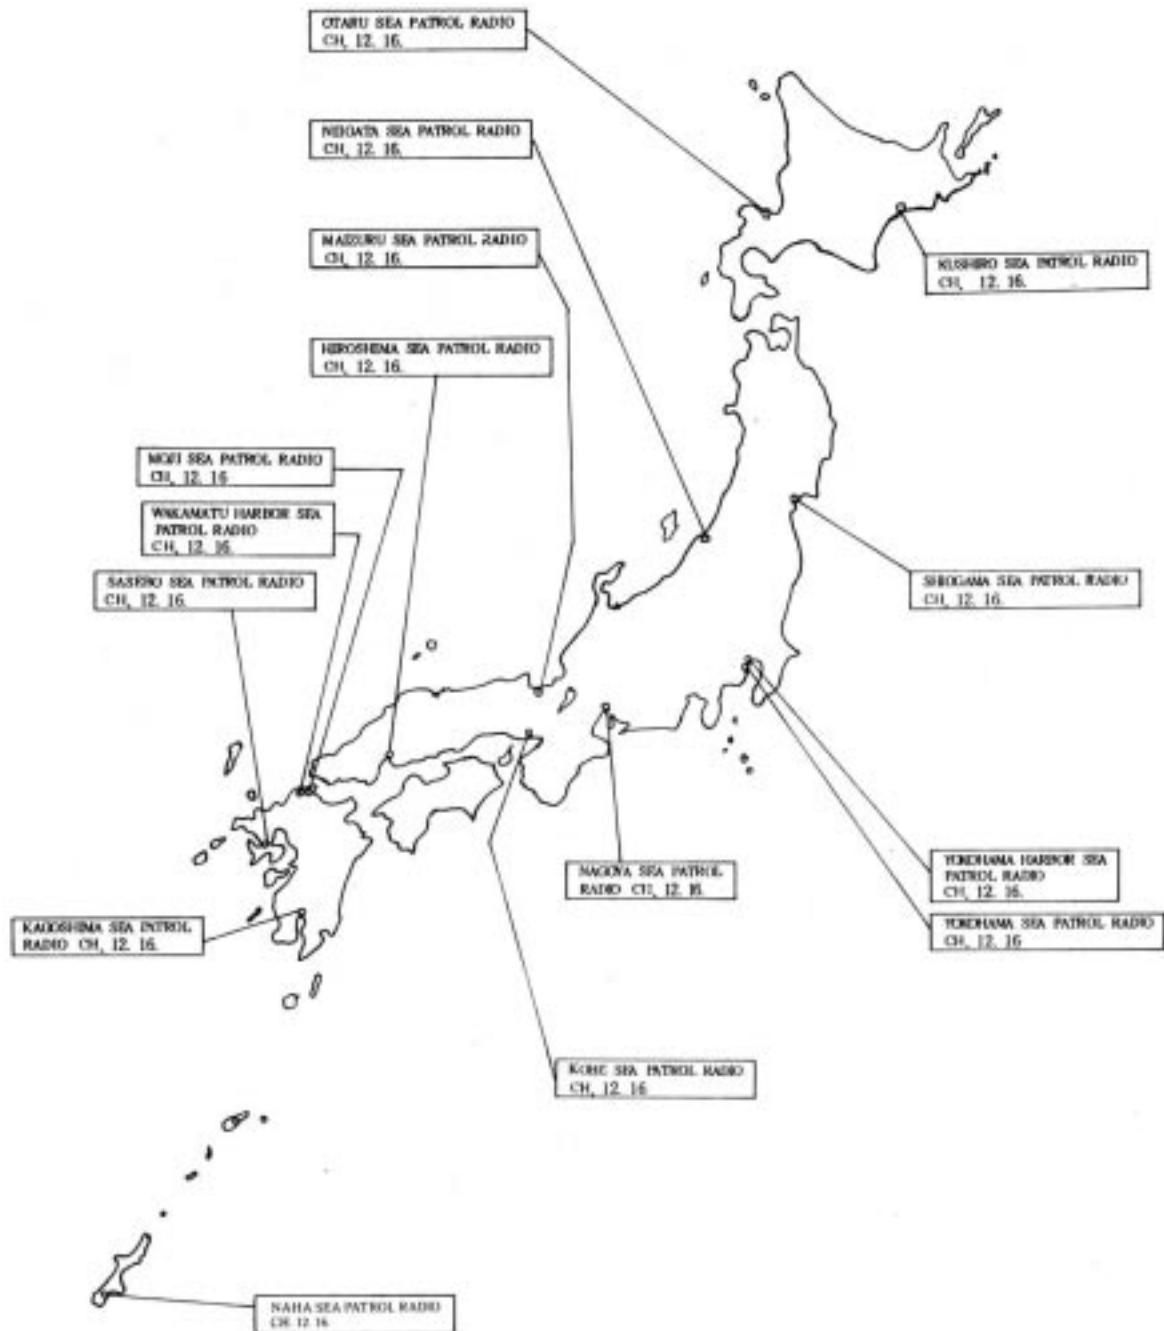 OTARU SEA PATROL RADIO
CH, 12. 16.
NIIGATA SEA PATROL RADIO
CH, 12. 16.
MAIZURU SEA PATROL RADIO
CH, 12. 16.
KUSHIRO SEA PATROL RADIO
CH, 12. 16.
HIROSHIMA SEA PATROL RADIO
CH, 12. 16.
MOJI SEA PATROL RADIO
CH, 12. 16
WAKAMATU HARBOR SEA
PATROL RADIO
CH, 12. 16.
SASEBO SEA PATROL RADIO
CH, 12. 16.
SHIOGAMA SEA PATROL RADIO
CH, 12. 16.
NAGOYA SEA PATROL
RADIO CH, 12. 16.
YOKOHAMA HARBOR SEA
PATROL RADIO
CH, 12. 16.
YOKOHAMA SEA PATROL RADIO
CH, 12. 16
KAGOSHIMA SEA PATROL
RADIO CH, 12. 16.
KOBE SEA PATROL RADIO
CH, 12. 16
NAHA SEA PATROL RADIO
CH 12 16